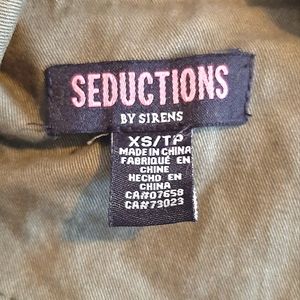 SEDUCTIONS
BY SIRENS
XS/TP
MADE IN CHINA
FABRIQUÉ EN
CHINE
HECHO EN
CHINA
CA#07658
CA#73023